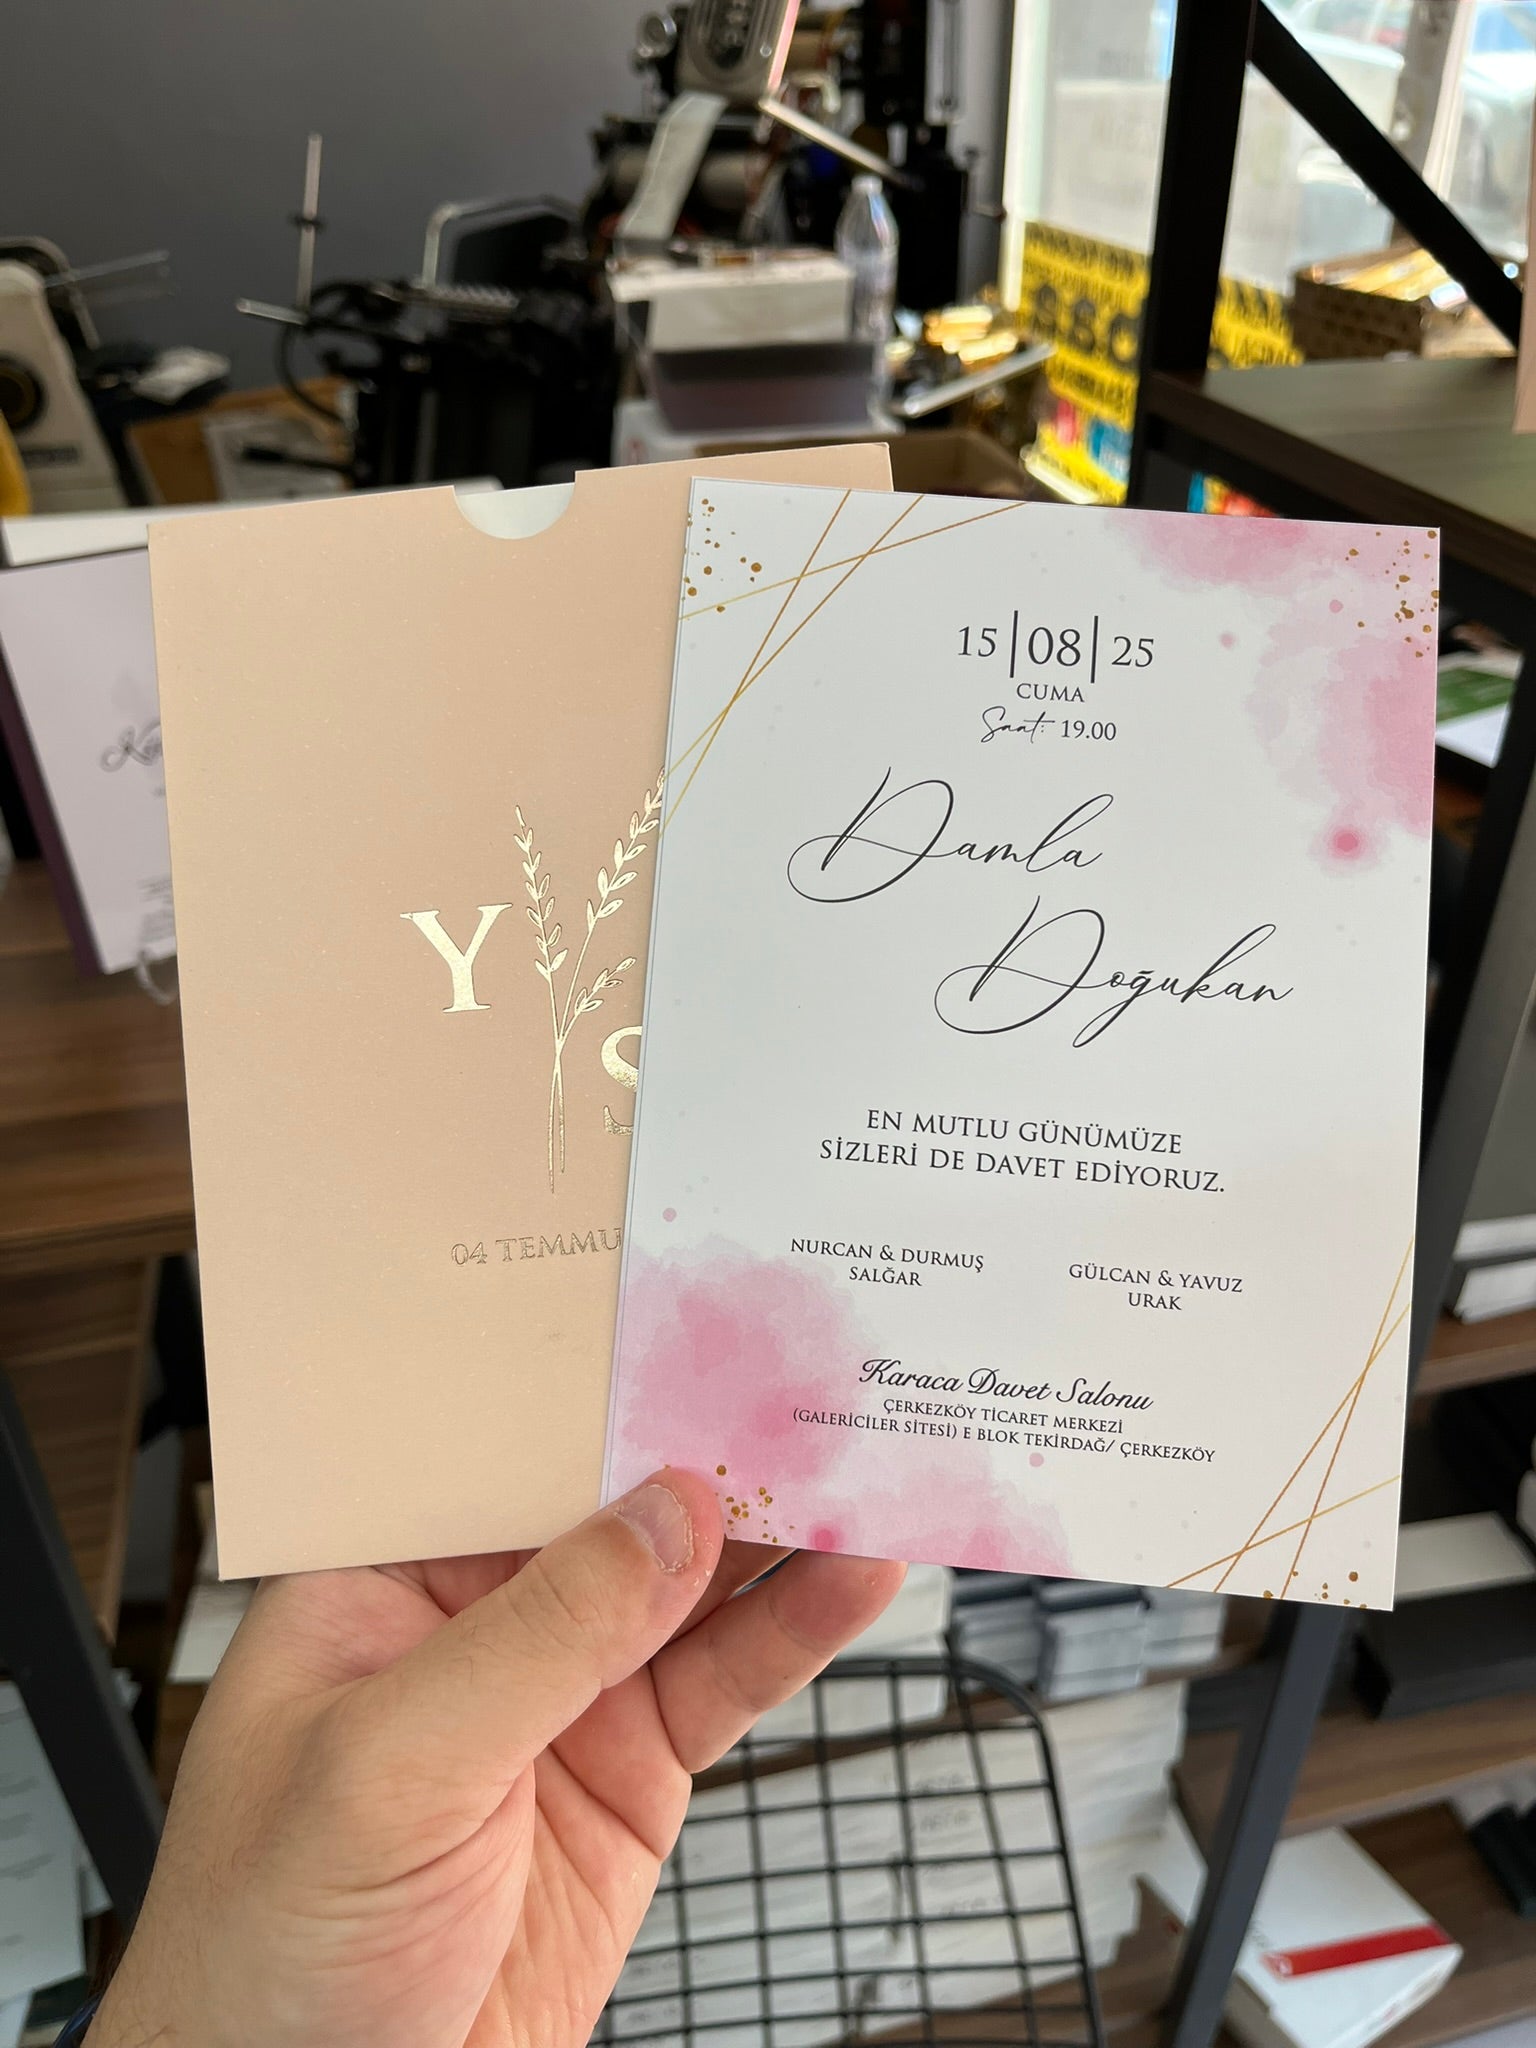 Y
S
04 TEMMU
15|08|25
CUMA
Saat: 19.00
Damla
Doğukan
EN MUTLU GÜNÜMÜZE
SİZLERİ DE DAVET EDİYORUZ.
NURCAN & DURMUŞ
SALĞAR
GÜLCAN & YAVUZ
URAK
Karaca Davet Salonu
ÇERKEZKÖY TİCARET MERKEZİ
(GALERİCİLER SİTESİ) E BLOK TEKİRDAĞ/ ÇERKEZKÖY